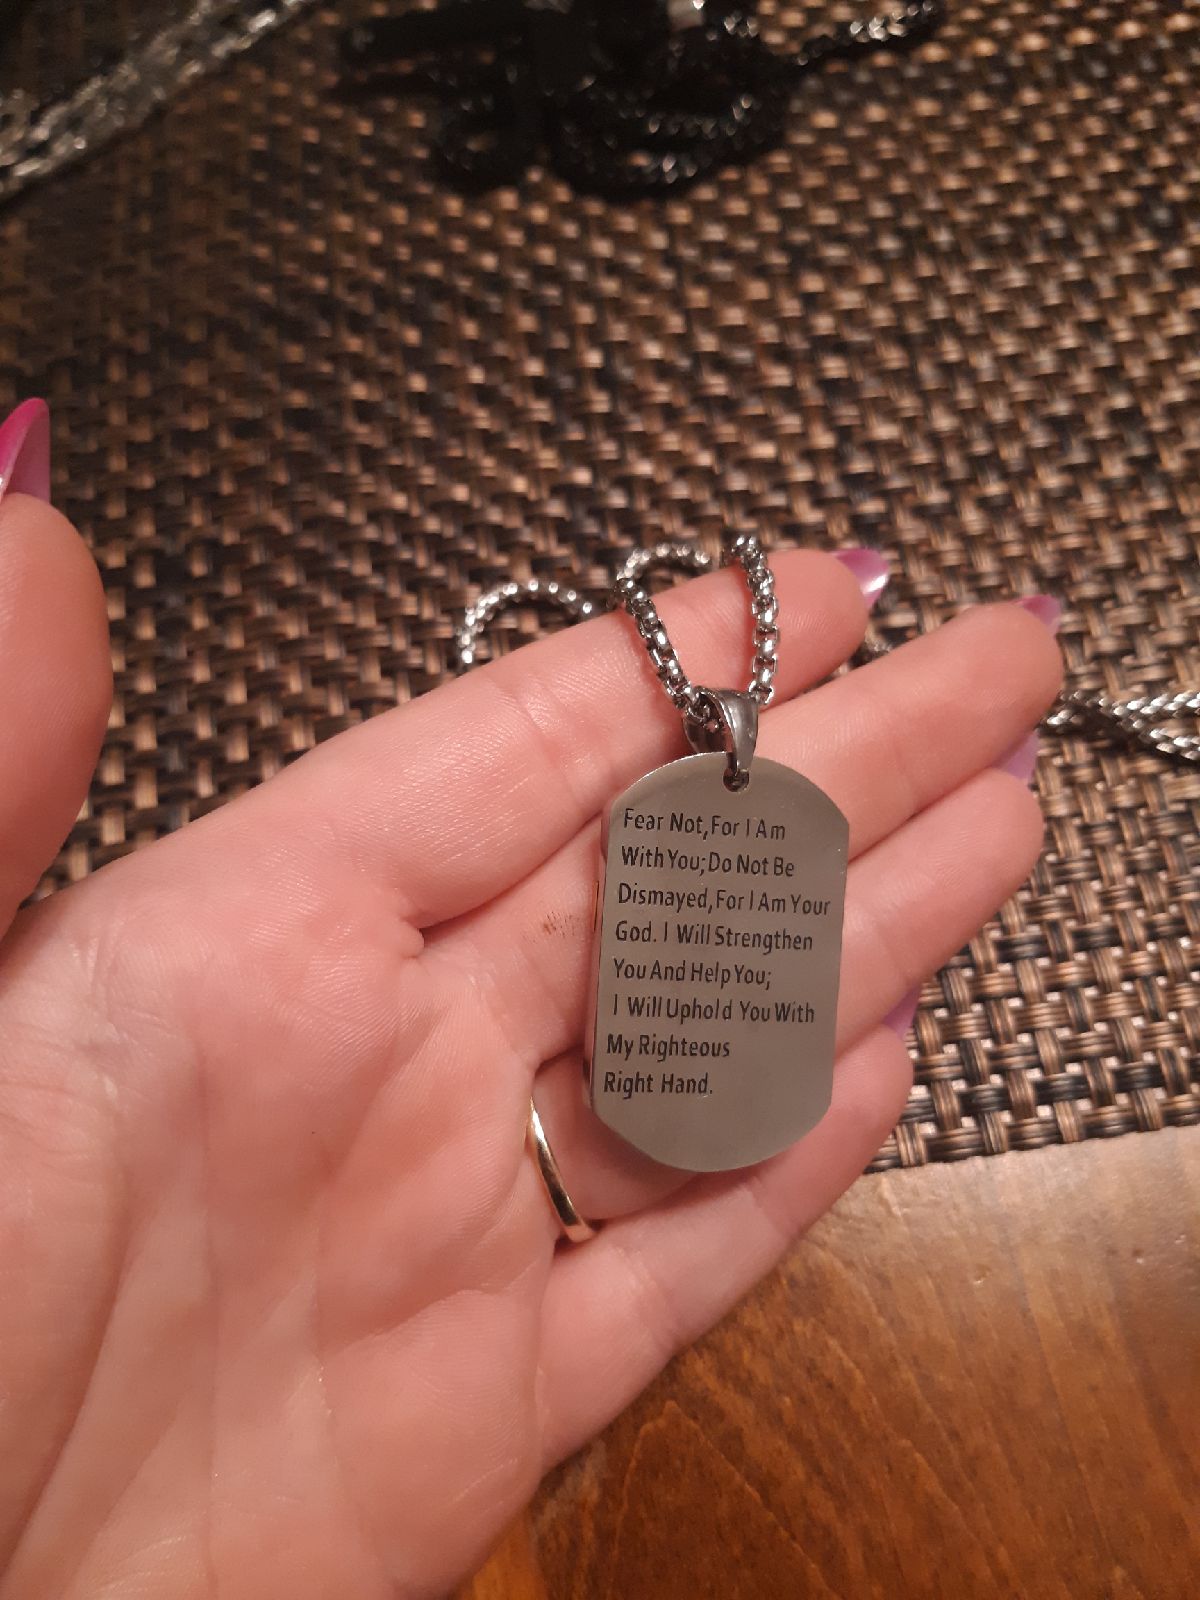 Fear Not,For I Am
With You;Do Not Be
Dismayed,For I Am Your
God. I Will Strengthen
You And Help You;
I Will Uphold You With
My Righteous
Right Hand.